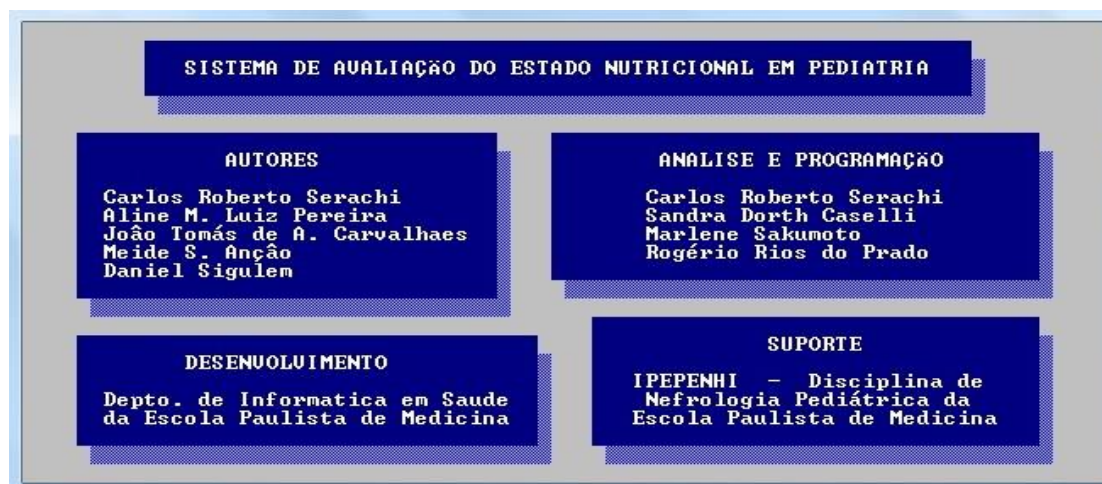 SISTEMA DE AVALIAÇÃO DO ESTADO NUTRICIONAL EM PEDIATRIA
AUTORES
Carlos Roberto Serachi
Aline M. Luiz Pereira
João Tomás de A. Carvalhaes
Meide S. Anção
Daniel Sigulem
ANALISE E PROGRAMAÇÃO
Carlos Roberto Serachi
Sandra Dorth Caselli
Marlene Sakumoto
Rogério Rios do Prado
DESENVOLVIMENTO
Depto. de Informatica em Saude
da Escola Paulista de Medicina
SUPORTE
IPEPENHI - Disciplina de
Nefrologia Pediátrica da
Escola Paulista de Medicina